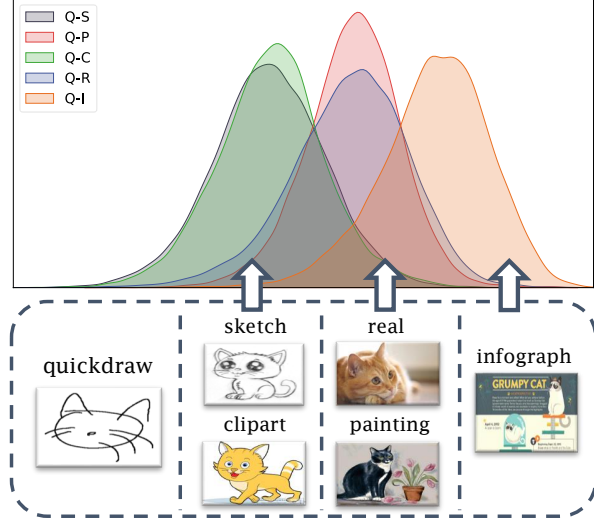 Q-S
Q-P
Q-C
Q-R
Q-I
quickdraw
sketch
clipart
real
painting
infograph
GRUMPY CAT